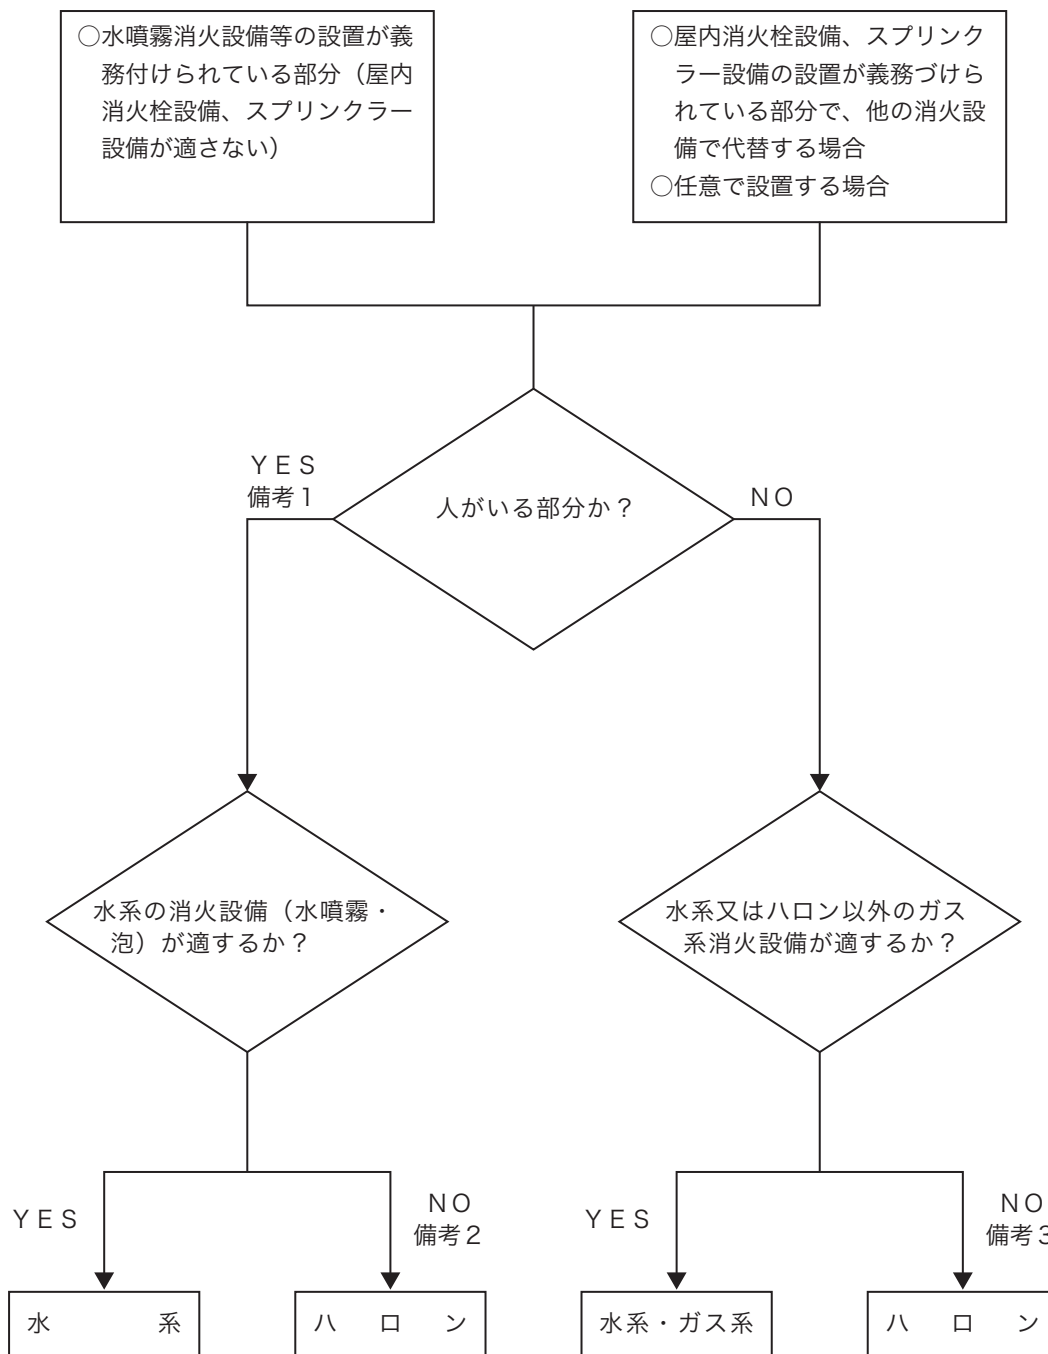 ○水噴霧消火設備等の設置が義
務付けられている部分（屋内
消火栓設備、スプリンクラー
設備が適さない）
○屋内消火栓設備、スプリンク
ラー設備の設置が義務づけら
れている部分で、他の消火設
備で代替する場合
○任意で設置する場合
YES
備考１
人がいる部分か？
NO
水系の消火設備（水噴霧・
泡）が適するか？
水系又はハロン以外のガス
系消火設備が適するか？
YES
NO
備考２
YES
NO
備考３
水系
ハロン
水系・ガス系
ハロン